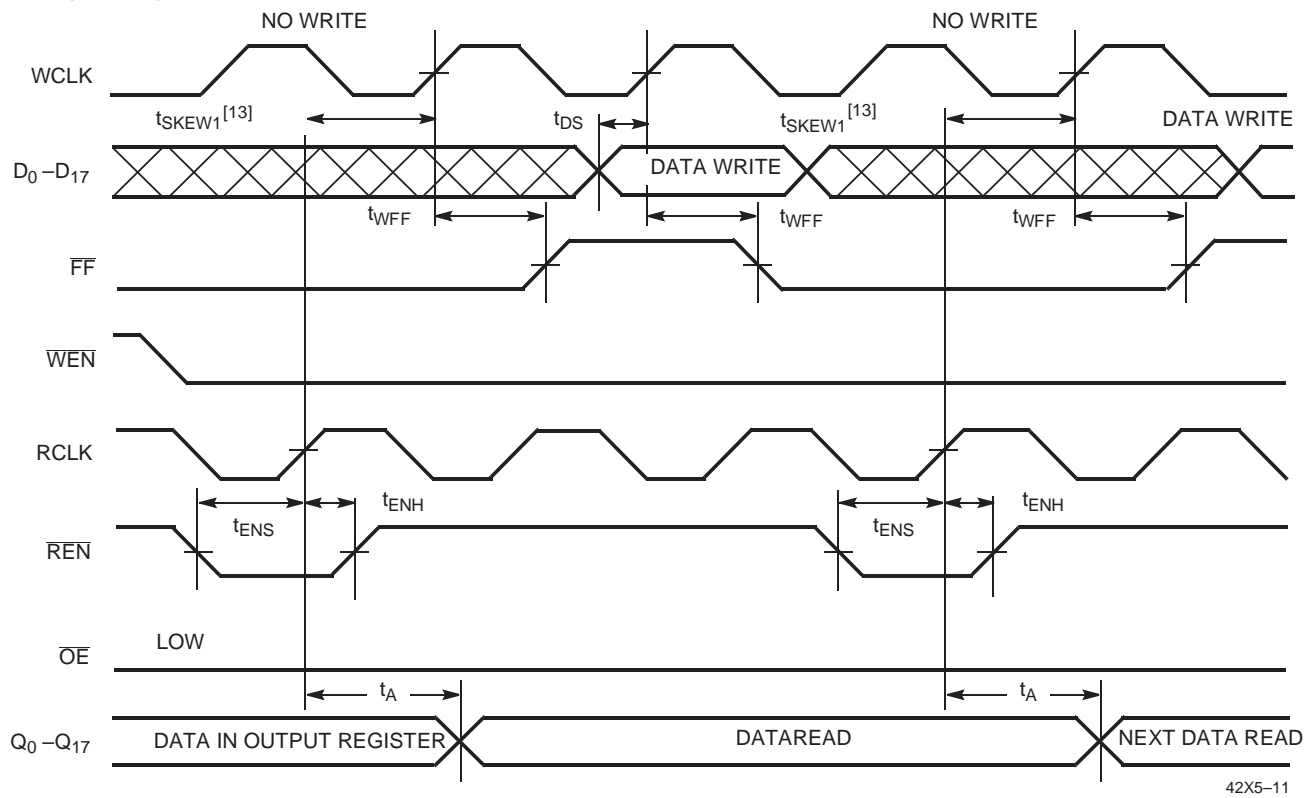 NO WRITE NO WRITE
WCLK
tSKEW1[13] tDS tSKEW1[13] DATA WRITE
D0–D17 DATA WRITE
tWFF tWFF tWFF
FF
WEN
RCLK
tENS tENH tENS tENH
REN
LOW
OE
tA tA
Q0–Q17 DATA IN OUTPUT REGISTER DATAREAD NEXT DATA READ
42X5–11